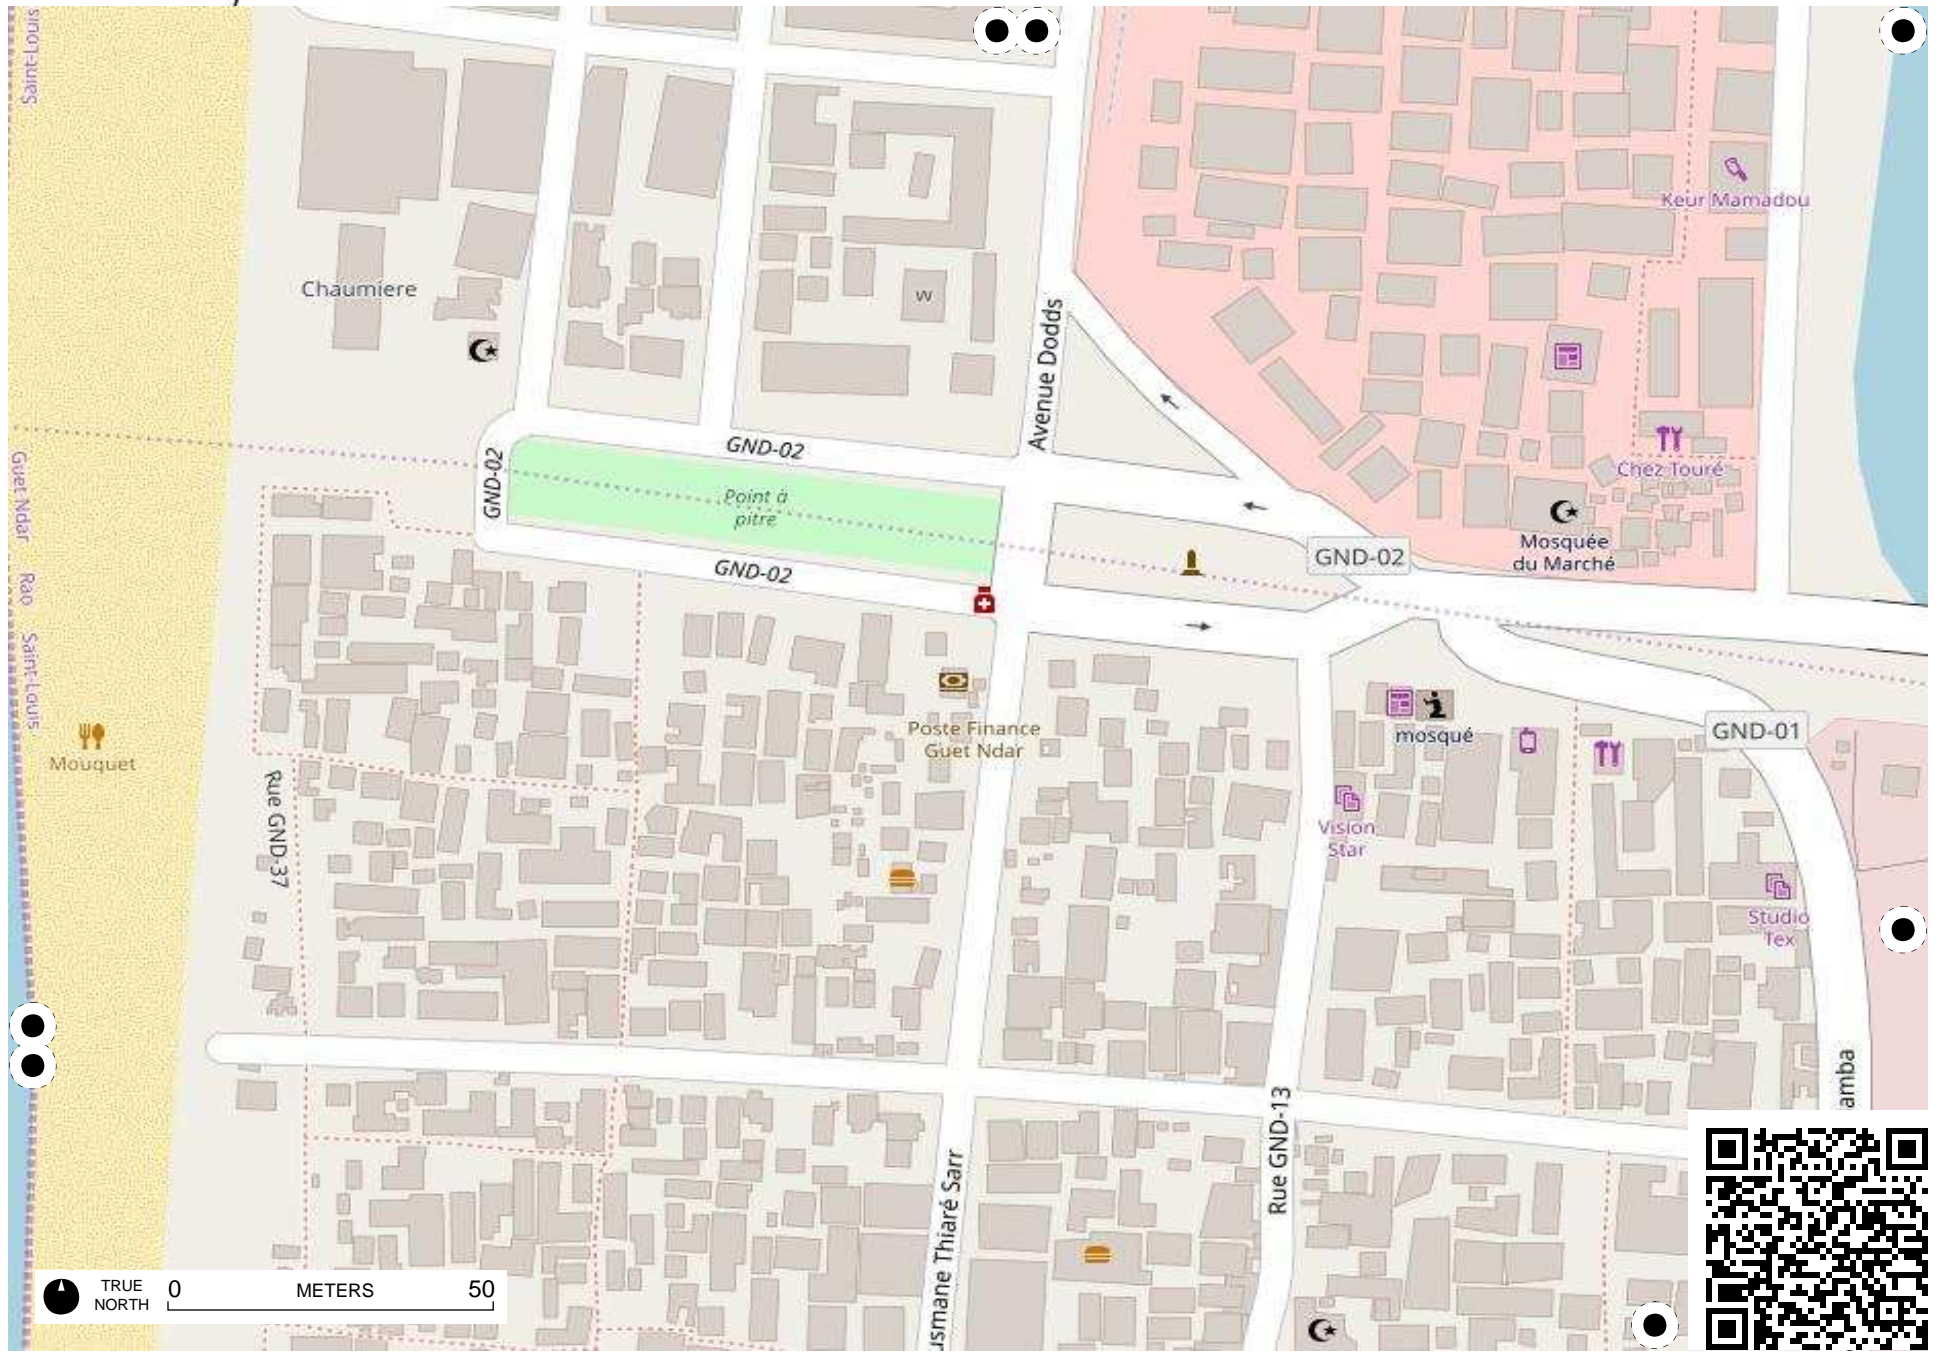 Saint-Louis
Keur Mamadou
Chaumiere
W
Avenue Dodds
GND-02
GND-02
Point à
pitre
GND-02
GND-02
Chez Touré
Mosquée
du Marché
Guet Ndar
Rao
Saint-Louis
Mouquet
Poste Finance
Guet Ndar
mosqué
GND-01
Vision
Star
Rue GND-37
Studio
Tex
amba
Rue GND-13
usmane Thiaré Sarr
TRUE
NORTH
0 METERS 50